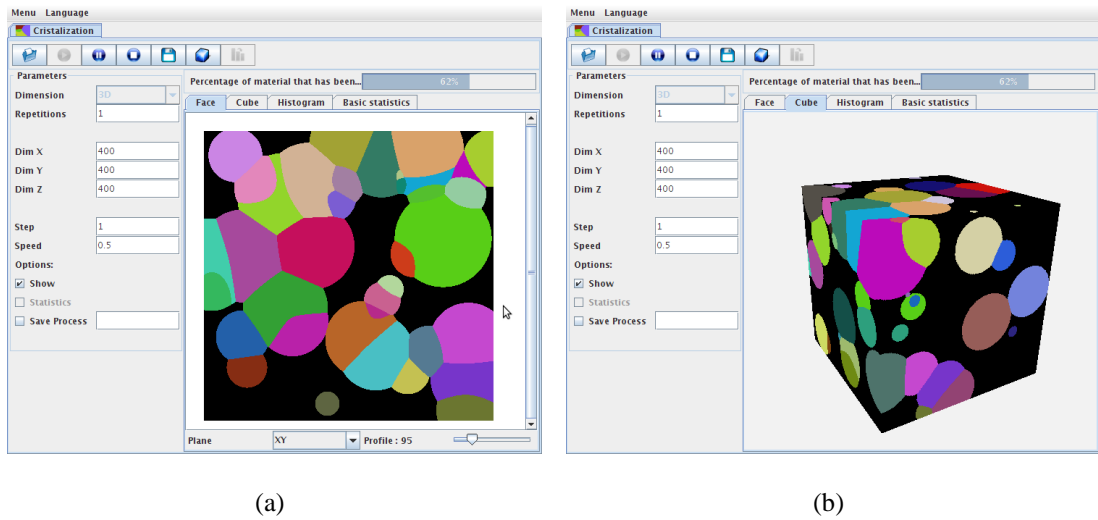 Menu Language
Cristalization
Parameters
Dimension 3D
Repetitions 1
Dim X 400
Dim Y 400
Dim Z 400
Step 1
Speed 0.5
Options:
Show
Statistics
Save Process
Percentage of material that has been... 62%
Face Cube Histogram Basic statistics
Plane XY Profile : 95
(a)
Menu Language
Cristalization
Parameters
Dimension 3D
Repetitions 1
Dim X 400
Dim Y 400
Dim Z 400
Step 1
Speed 0.5
Options:
Show
Statistics
Save Process
Percentage of material that has been... 62%
Face Cube Histogram Basic statistics
(b)